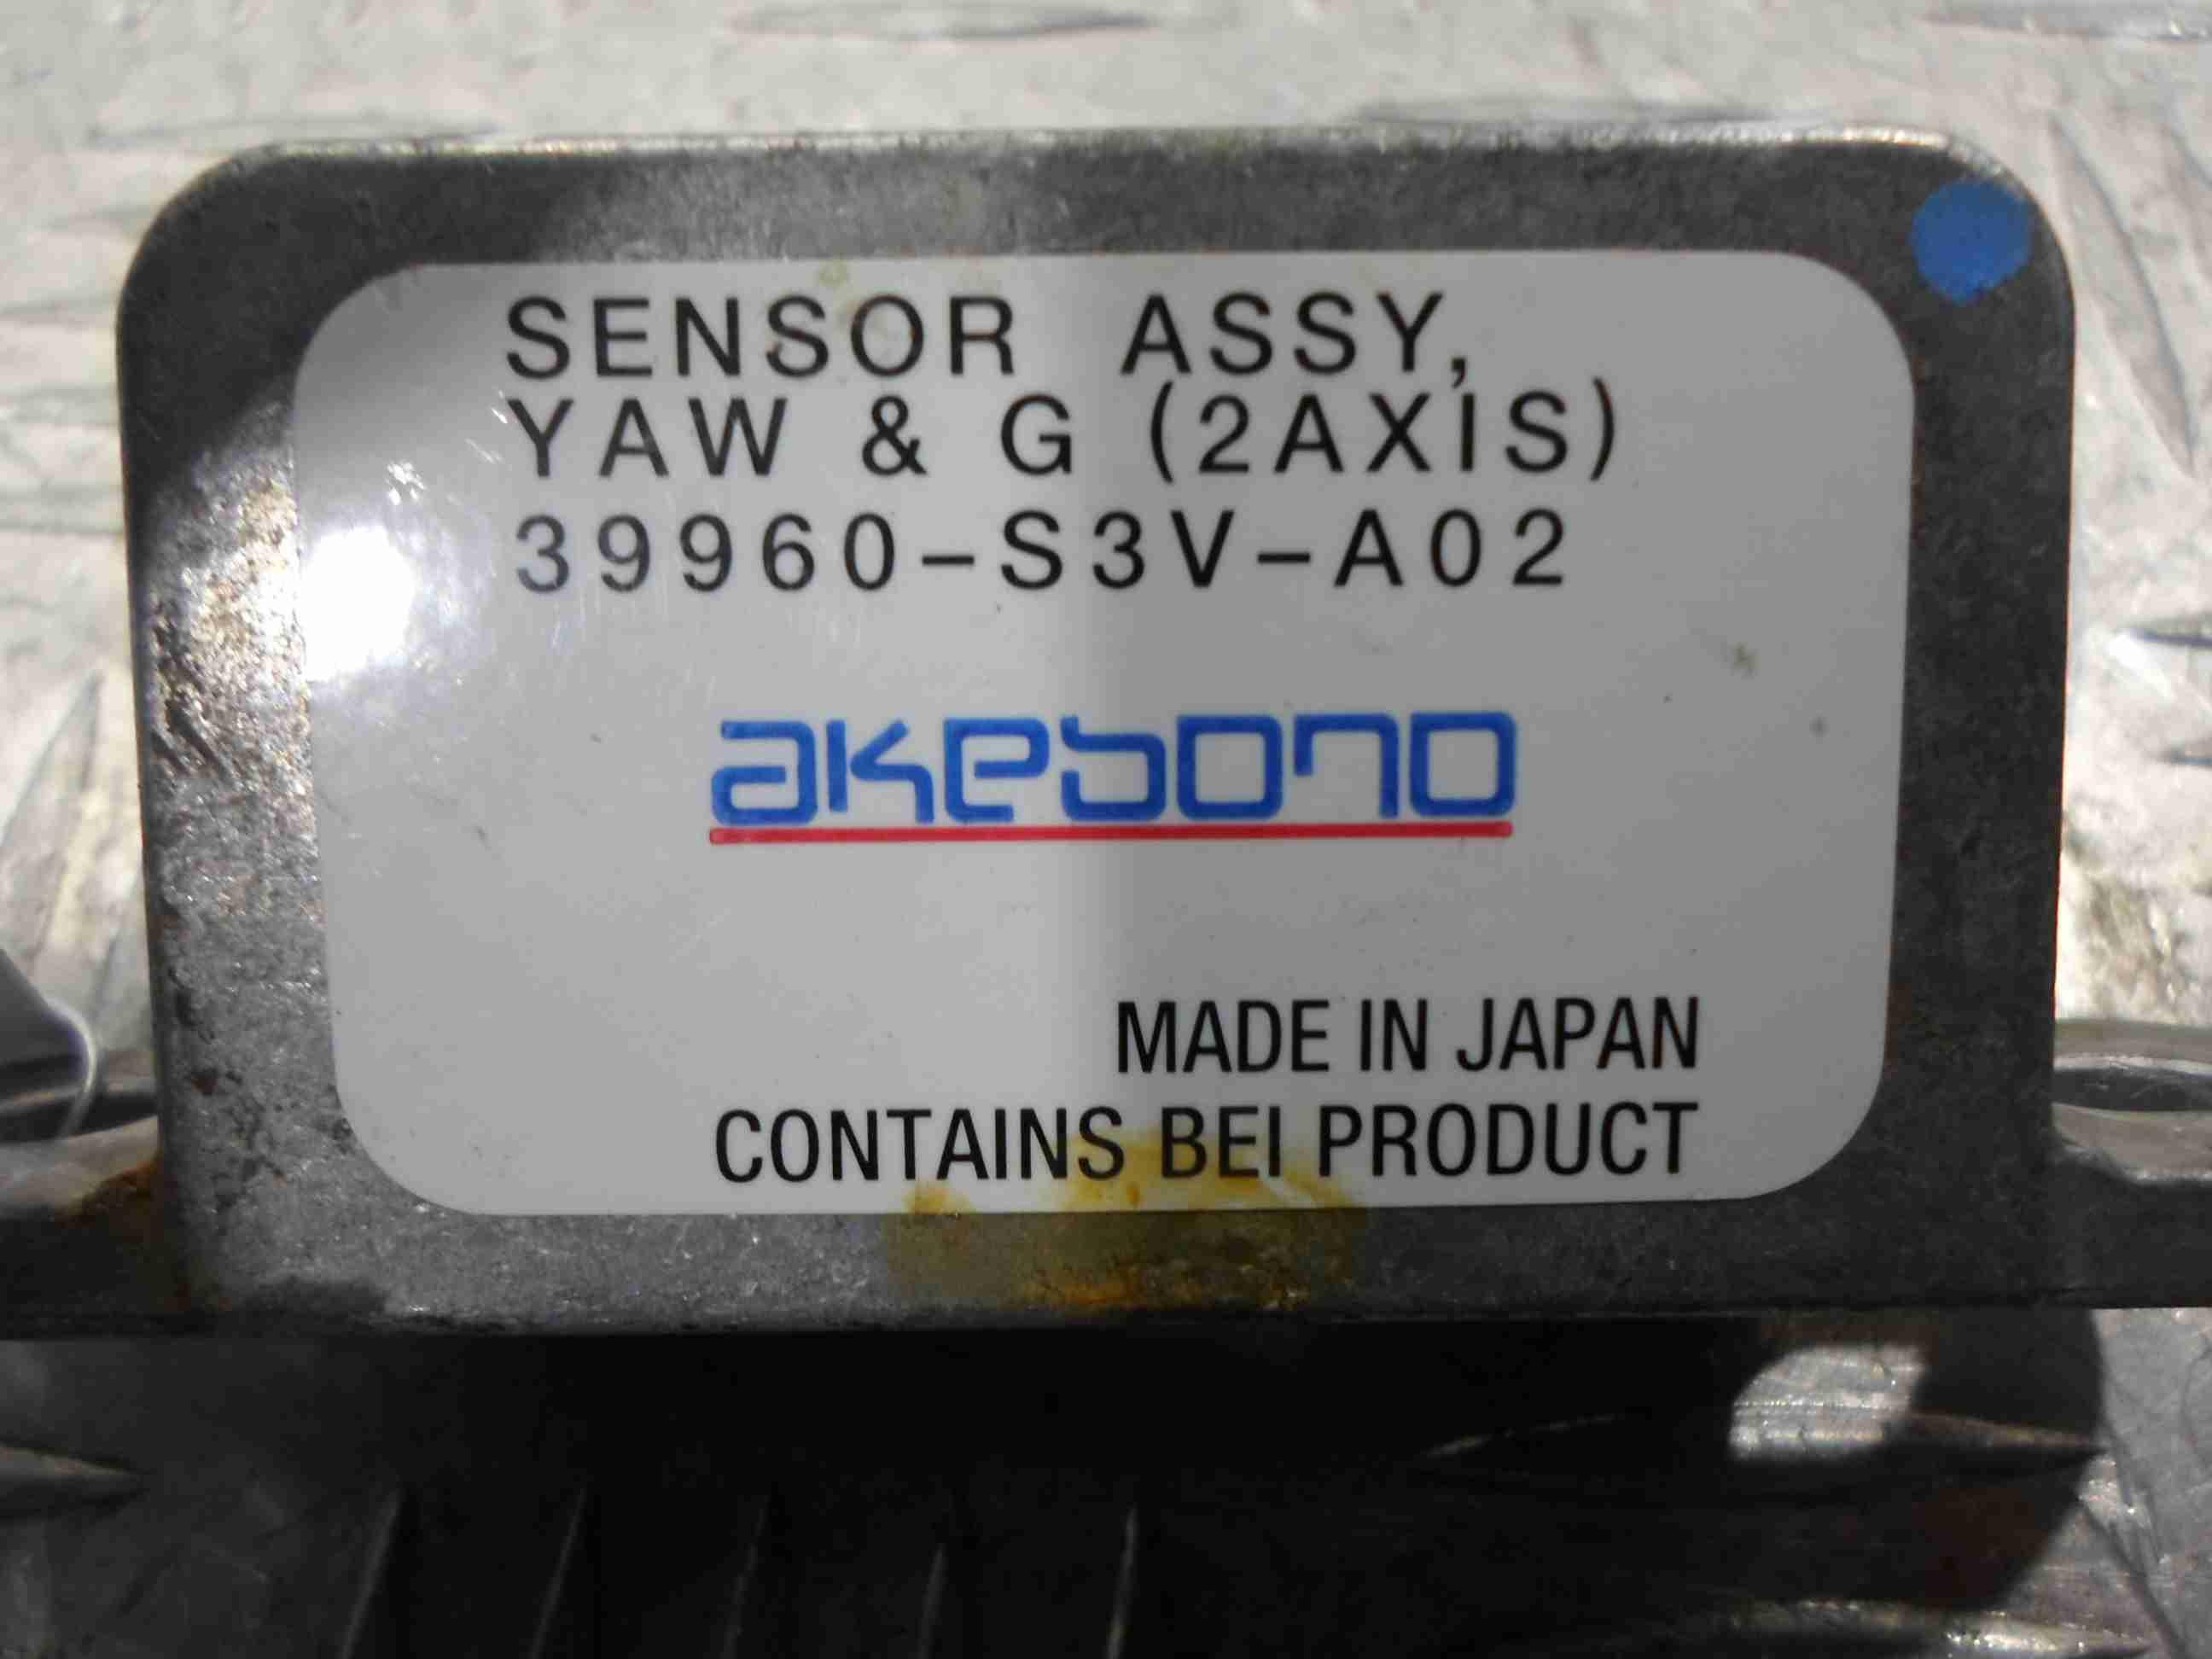 SENSOR ASSY,
YAW & G (2AXIS)
39960-S3V-A02
akebono
MADE IN JAPAN
CONTAINS BEI PRODUCT